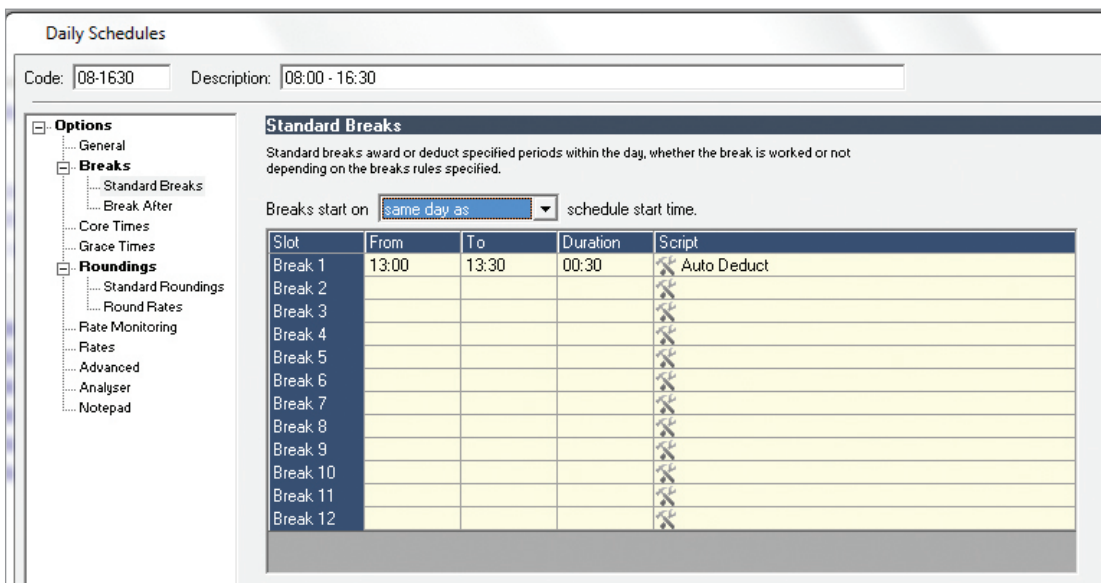 Daily Schedules
Code: 08-1630 Description: 08:00 - 16:30
Options
General
Breaks
Standard Breaks
Break After
Core Times
Grace Times
Roundings
Standard Roundings
Round Rates
Rate Monitoring
Rates
Advanced
Analyser
Notepad
Standard Breaks
Standard breaks award or deduct specified periods within the day, whether the break is worked or not
depending on the breaks rules specified.
Breaks start on same day as schedule start time.
Slot From To Duration Script
Break 1 13:00 13:30 00:30 Auto Deduct
Break 2
Break 3
Break 4
Break 5
Break 6
Break 7
Break 8
Break 9
Break 10
Break 11
Break 12